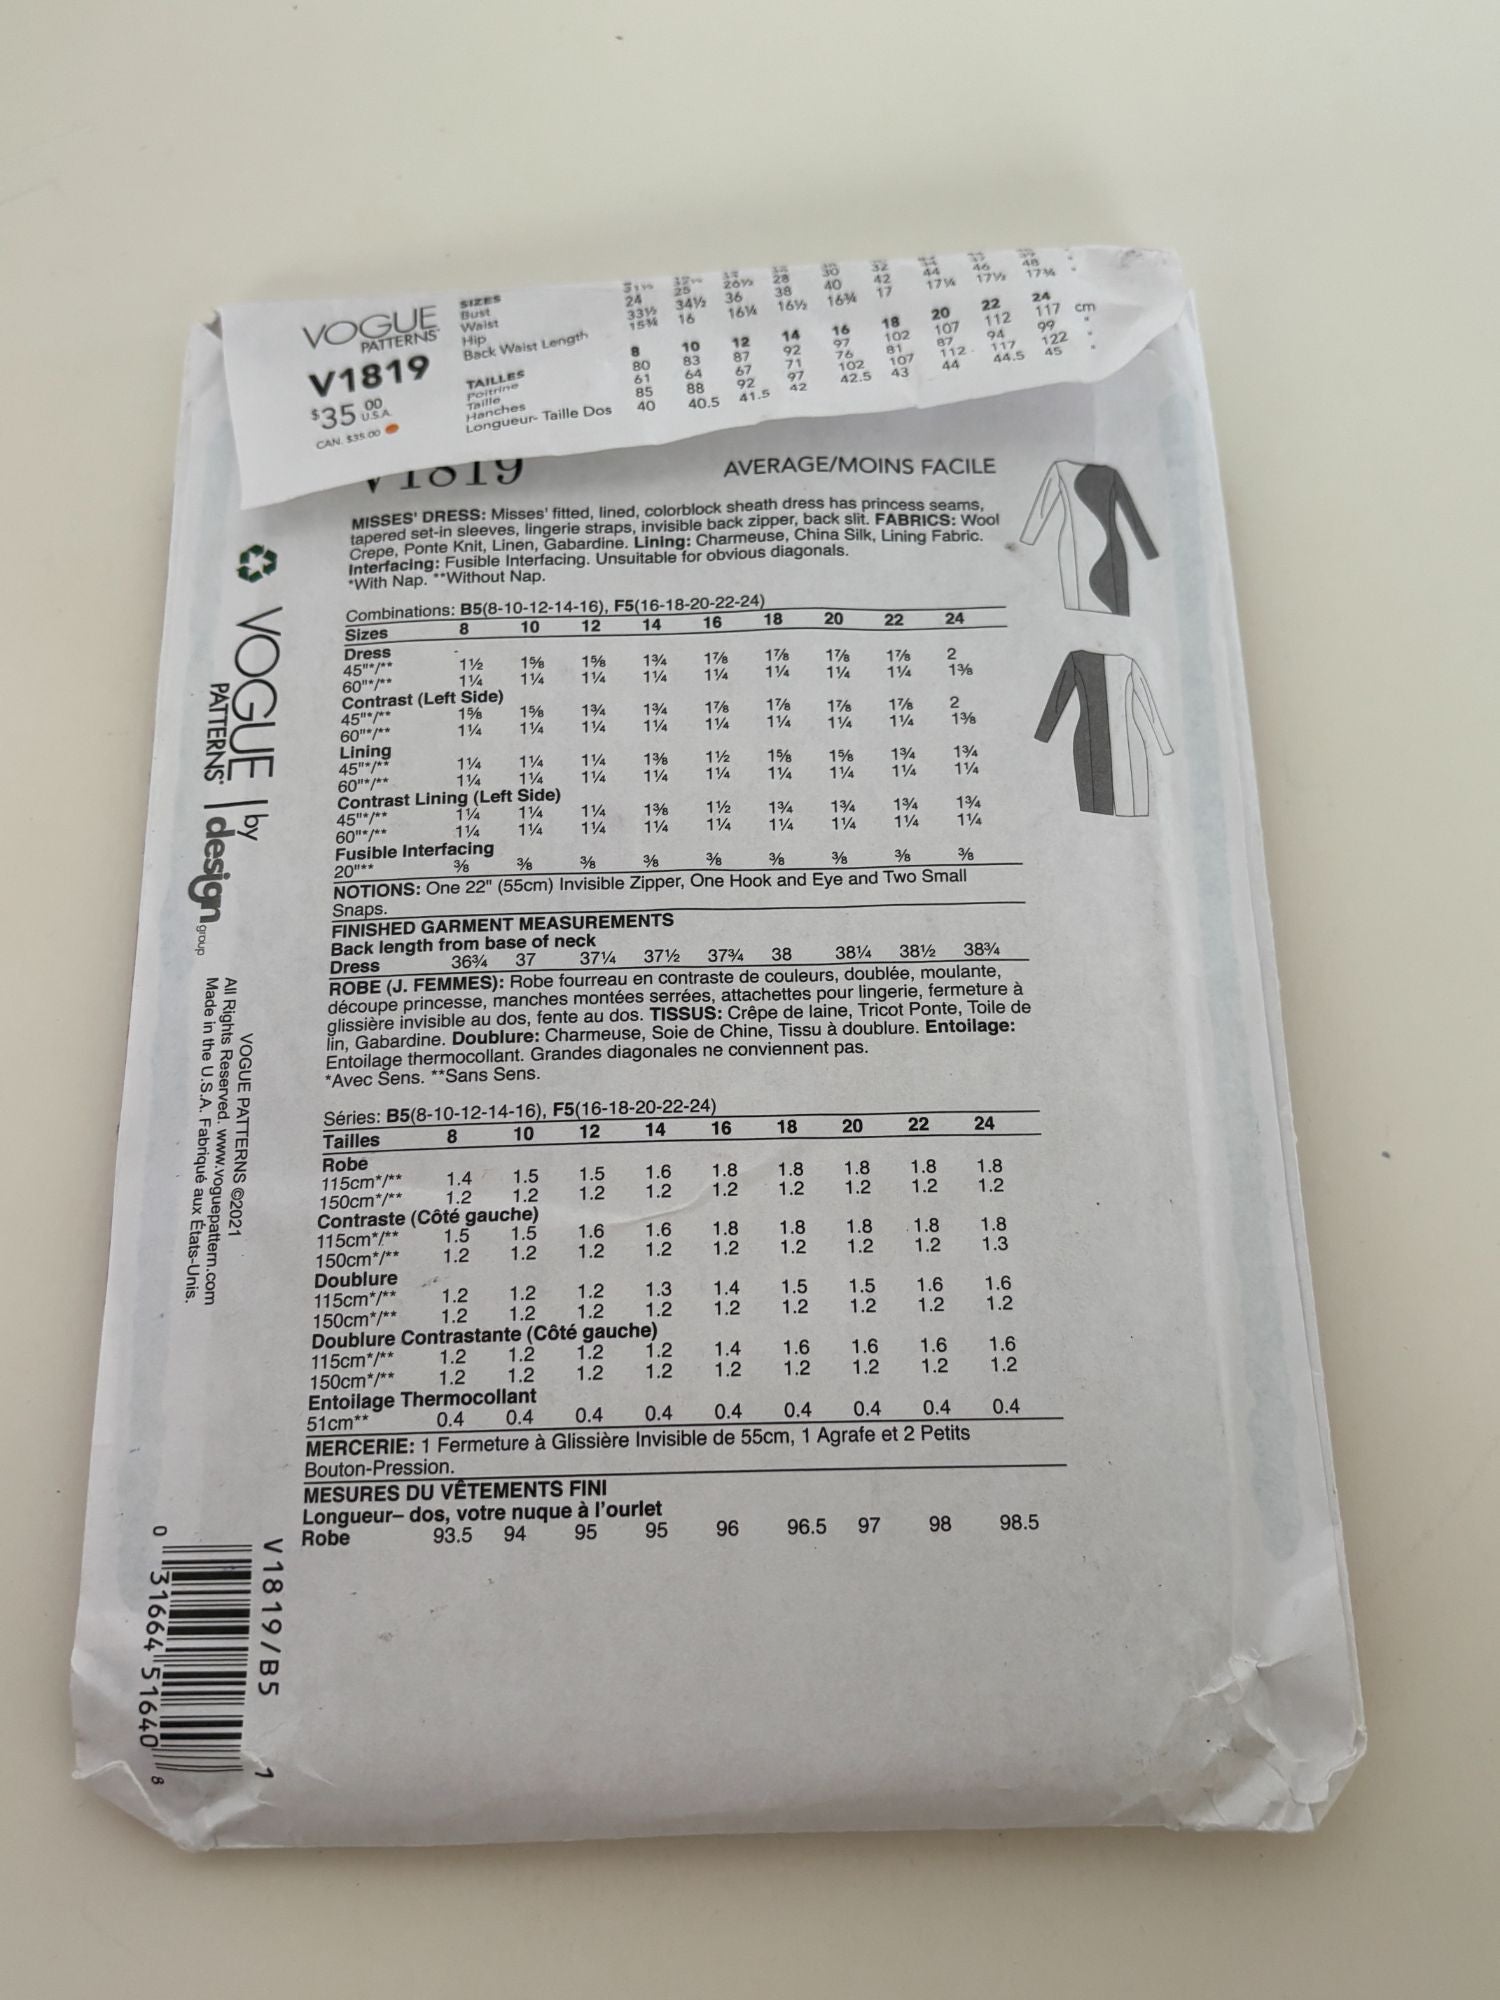 VOGUE
PATTERNS
V1819
$35.00 U.S.A.
CAN. $35.00
SIZES
Bust 24 25 26½ 28 30 32 44 46 48 "
Waist 33½ 34½ 36 38 40 42 17¼ 17½ 17¾ "
Hip 15¾ 16 16¼ 16½ 16¾ 17
Back Waist Length
TAILLES 8 10 12 14 16 18 20 22 24
Poitrine 80 83 87 92 97 102 107 112 117 cm
Taille 61 64 67 71 76 81 87 94 99 "
Hanches 85 88 92 97 102 107 112 117 122 "
Longueur- Taille Dos 40 40.5 41.5 42 42.5 43 44 44.5 45 "
V1819
AVERAGE/MOINS FACILE
MISSES' DRESS: Misses' fitted, lined, colorblock sheath dress has princess seams,
tapered set-in sleeves, lingerie straps, invisible back zipper, back slit. FABRICS: Wool
Crepe, Ponte Knit, Linen, Gabardine. Lining: Charmeuse, China Silk, Lining Fabric.
Interfacing: Fusible Interfacing. Unsuitable for obvious diagonals.
*With Nap. **Without Nap.
Combinations: B5(8-10-12-14-16), F5(16-18-20-22-24)
Sizes 8 10 12 14 16 18 20 22 24
Dress
45"*/** 1½ 1⅝ 1⅝ 1¾ 1⅞ 1⅞ 1⅞ 1⅞ 2
60"*/** 1¼ 1¼ 1¼ 1¼ 1¼ 1¼ 1¼ 1¼ 1⅜
Contrast (Left Side)
45"*/** 1⅝ 1⅝ 1¾ 1¾ 1⅞ 1⅞ 1⅞ 1⅞ 2
60"*/** 1¼ 1¼ 1¼ 1¼ 1¼ 1¼ 1¼ 1¼ 1⅜
Lining
45"*/** 1¼ 1¼ 1¼ 1⅜ 1½ 1⅝ 1⅝ 1¾ 1¾
60"*/** 1¼ 1¼ 1¼ 1¼ 1¼ 1¼ 1¼ 1¼ 1¼
Contrast Lining (Left Side)
45"*/** 1¼ 1¼ 1¼ 1⅜ 1½ 1¾ 1¾ 1¾ 1¾
60"*/** 1¼ 1¼ 1¼ 1¼ 1¼ 1¼ 1¼ 1¼ 1¼
Fusible Interfacing
20"** ⅜ ⅜ ⅜ ⅜ ⅜ ⅜ ⅜ ⅜ ⅜
NOTIONS: One 22" (55cm) Invisible Zipper, One Hook and Eye and Two Small
Snaps.
FINISHED GARMENT MEASUREMENTS
Back length from base of neck
Dress 36¾ 37 37¼ 37½ 37¾ 38 38¼ 38½ 38¾
ROBE (J. FEMMES): Robe fourreau en contraste de couleurs, doublée, moulante,
découpe princesse, manches montées serrées, attachettes pour lingerie, fermeture à
glissière invisible au dos, fente au dos. TISSUS: Crêpe de laine, Tricot Ponte, Toile de
lin, Gabardine. Doublure: Charmeuse, Soie de Chine, Tissu à doublure. Entoilage:
Entoilage thermocollant. Grandes diagonales ne conviennent pas.
*Avec Sens. **Sans Sens.
Séries: B5(8-10-12-14-16), F5(16-18-20-22-24)
Tailles 8 10 12 14 16 18 20 22 24
Robe
115cm*/** 1.4 1.5 1.5 1.6 1.8 1.8 1.8 1.8 1.8
150cm*/** 1.2 1.2 1.2 1.2 1.2 1.2 1.2 1.2 1.2
Contraste (Côté gauche)
115cm*/** 1.5 1.5 1.6 1.6 1.8 1.8 1.8 1.8 1.8
150cm*/** 1.2 1.2 1.2 1.2 1.2 1.2 1.2 1.2 1.3
Doublure
115cm*/** 1.2 1.2 1.2 1.3 1.4 1.5 1.5 1.6 1.6
150cm*/** 1.2 1.2 1.2 1.2 1.2 1.2 1.2 1.2 1.2
Doublure Contrastante (Côté gauche)
115cm*/** 1.2 1.2 1.2 1.2 1.4 1.6 1.6 1.6 1.6
150cm*/** 1.2 1.2 1.2 1.2 1.2 1.2 1.2 1.2 1.2
Entoilage Thermocollant
51cm** 0.4 0.4 0.4 0.4 0.4 0.4 0.4 0.4 0.4
MERCERIE: 1 Fermeture à Glissière Invisible de 55cm, 1 Agrafe et 2 Petits
Bouton-Pression.
MESURES DU VÊTEMENTS FINI
Longueur– dos, votre nuque à l'ourlet
Robe 93.5 94 95 95 96 96.5 97 98 98.5
VOGUE PATTERNS | by design group
VOGUE PATTERNS ©2021
All Rights Reserved. www.voguepattern.com
Made in the U.S.A. Fabriqué aux États-Unis.
V1819/B5 1
0 31664 51640 8